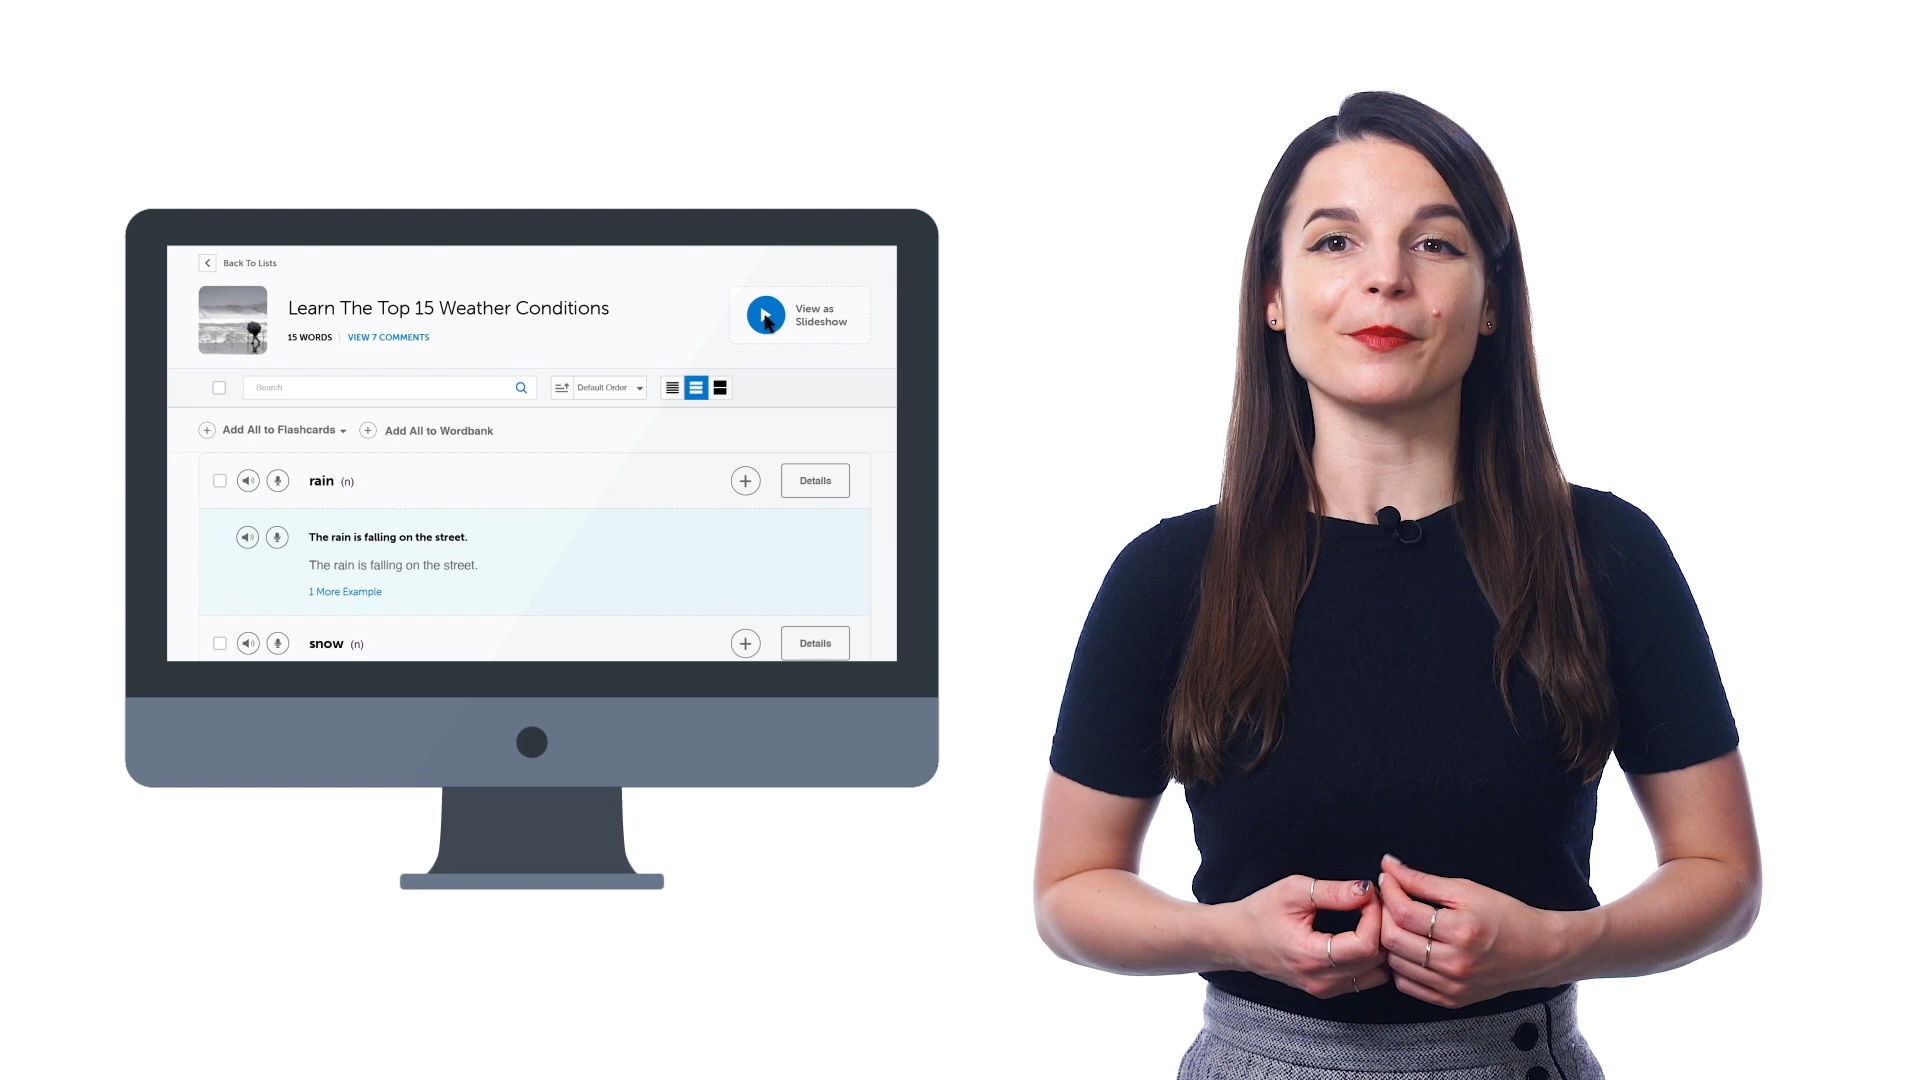 Back To Lists
Learn The Top 15 Weather Conditions
15 WORDS VIEW 7 COMMENTS
View as
Slideshow
Search
Default Order
Add All to Flashcards
Add All to Wordbank
rain (n)
Details
The rain is falling on the street.
The rain is falling on the street.
1 More Example
snow (n)
Details